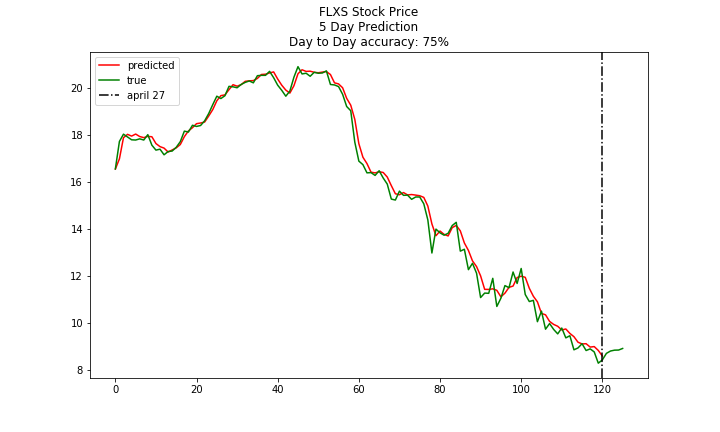 FLXS Stock Price
5 Day Prediction
Day to Day accuracy: 75%
predicted
true
april 27
20
18
16
14
12
10
8
0
20
40
60
80
100
120